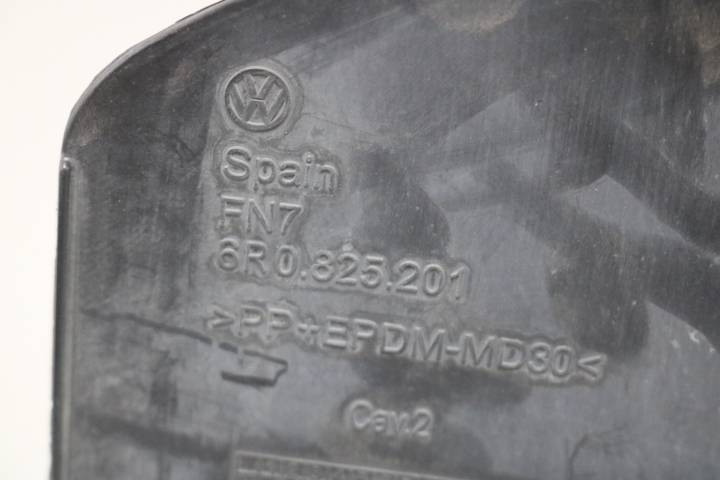 Spain
FN7
6R0.825.201
>PP+EPDM-MD30<
Cav.2